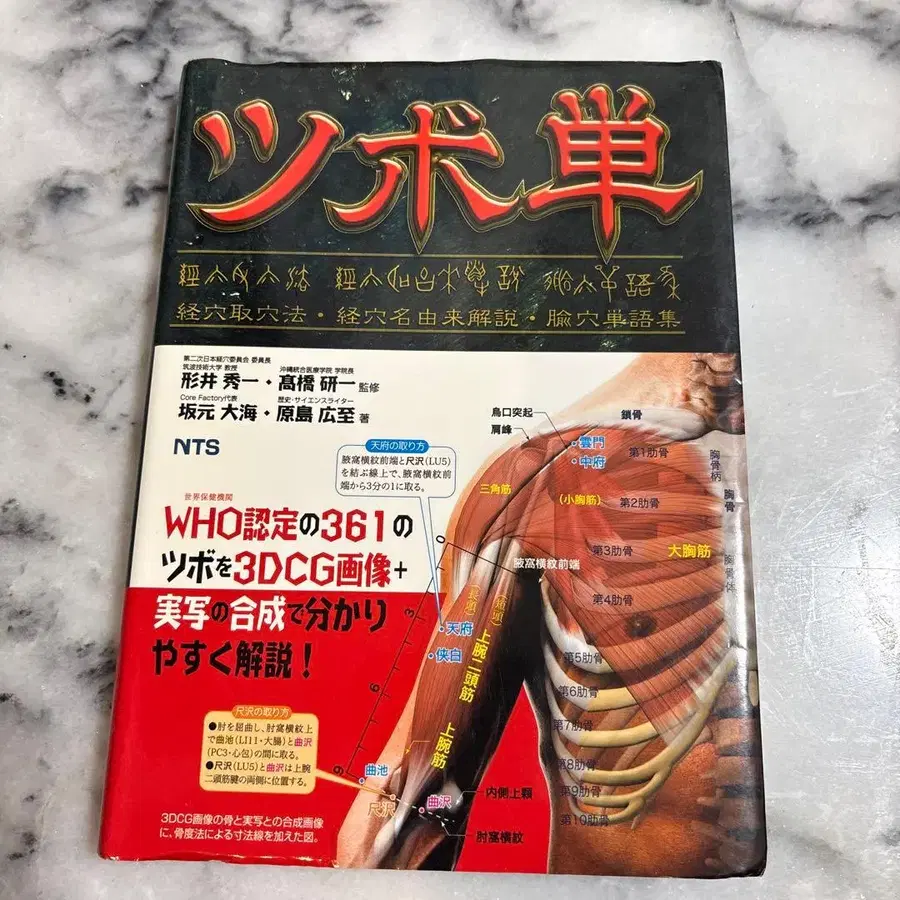 ツボ単
経穴取穴法・経穴名由来解説・腧穴単語集
第二次日本経穴委員会 委員長
筑波技術大学 教授
沖縄統合医療学院 学院長
形井 秀一・髙橋 研一 監修
Core Factory代表
歴史・サイエンスライター
坂元 大海・原島 広至 著
NTS
天府の取り方
腋窩横紋前端と尺沢(LU5)
を結ぶ線上で、腋窩横紋前
端から3分の1に取る。
世界保健機関
WHO認定の361の
ツボを3DCG画像+
実写の合成で分かり
やすく解説!
尺沢の取り方
●肘を屈曲し、肘窩横紋上
で曲池(LI11・大腸)と曲沢
(PC3・心包)の間に取る。
●尺沢(LU5)と曲沢は上腕
二頭筋腱の両側に位置する。
3DCG画像の骨と実写との合成画像
に、骨度法による寸法線を加えた図。
烏口突起
鎖骨
肩峰
雲門
中府
第1肋骨
胸骨柄
三角筋
(小胸筋)
第2肋骨
胸骨
0
第3肋骨
大胸筋
腋窩横紋前端
胸骨体
第4肋骨
(長頭)
(短頭)
上腕二頭筋
3
天府
侠白
第5肋骨
6
第6肋骨
第7肋骨
上腕筋
第8肋骨
9
曲池
尺沢
曲沢
内側上顆
第9肋骨
第10肋骨
肘窩横紋